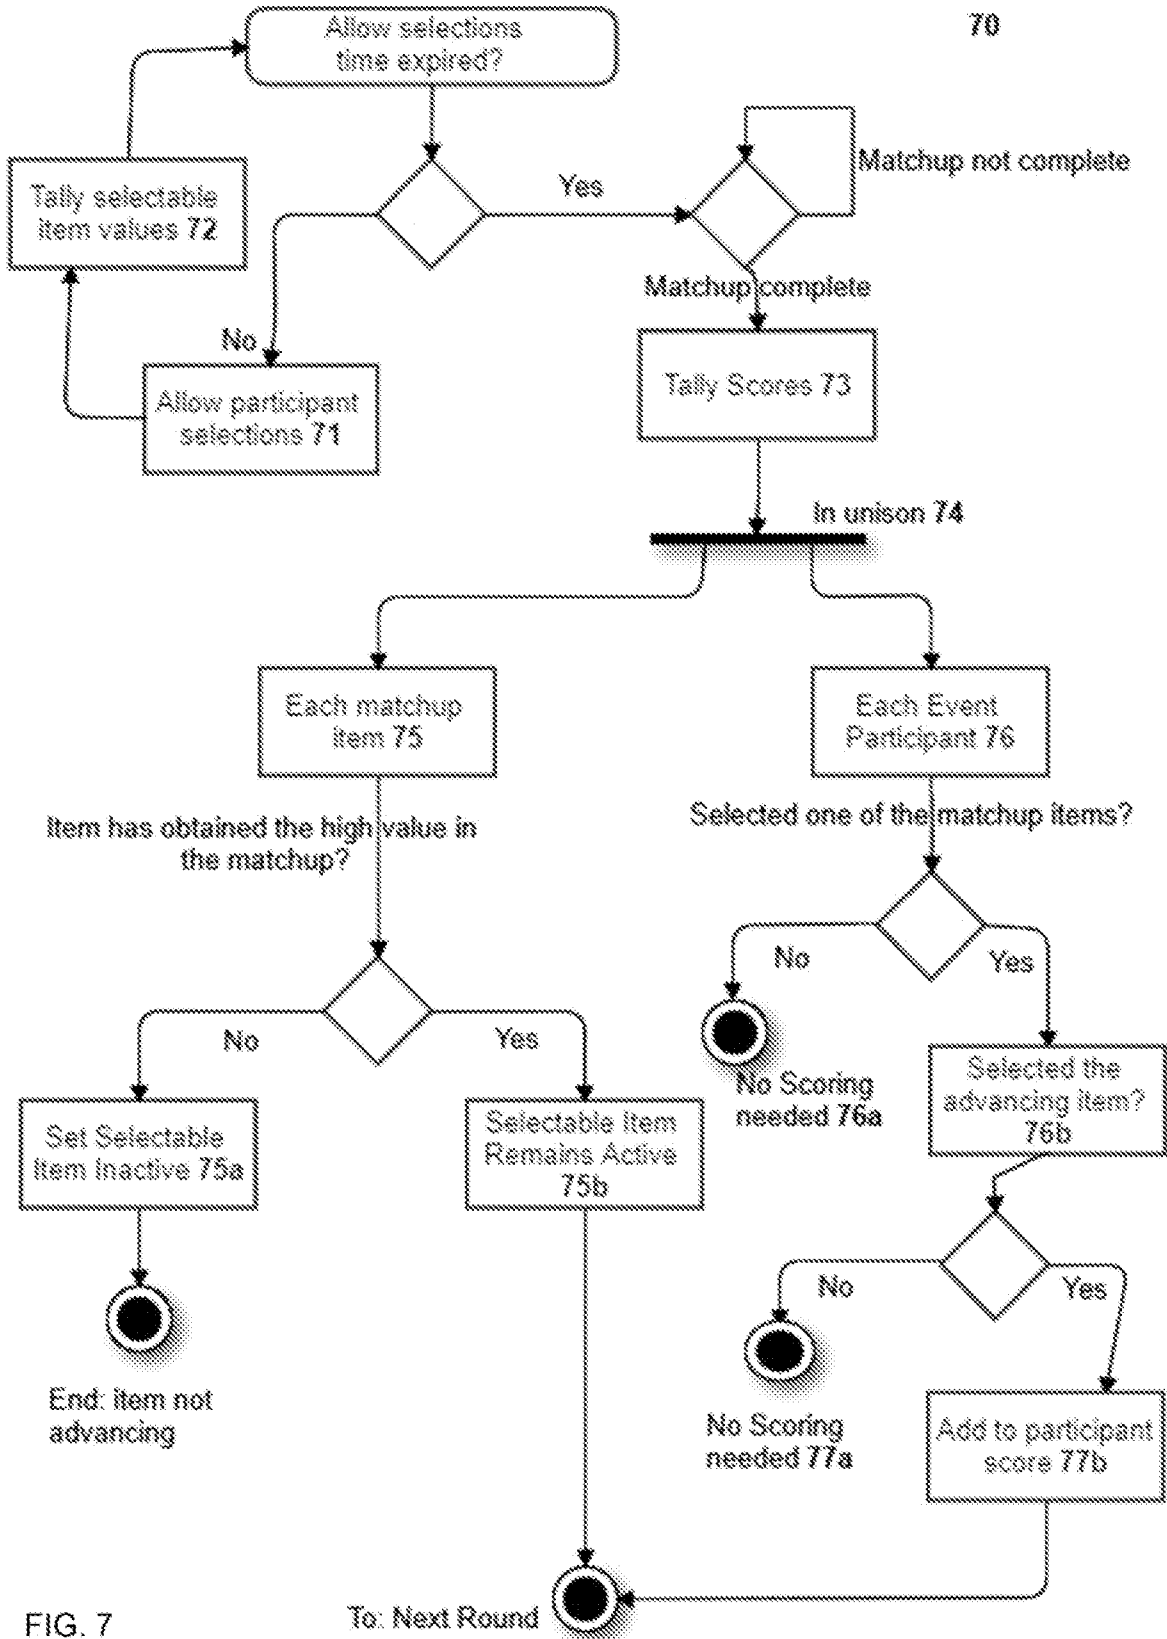 70
Allow selections
time expired?
Matchup not complete
Yes
Tally selectable
item values 72
Matchup complete
No
Allow participant
selections 71
Tally Scores 73
In unison 74
Each matchup
item 75
Each Event
Participant 76
Item has obtained the high value in
the matchup?
Selected one of the matchup items?
No
Yes
No
Yes
Selected the
advancing item?
76b
No Scoring
needed 76a
Set Selectable
Item Inactive 75a
Selectable Item
Remains Active
75b
No
Yes
End: item not
advancing
No Scoring
needed 77a
Add to participant
score 77b
To: Next Round
FIG. 7